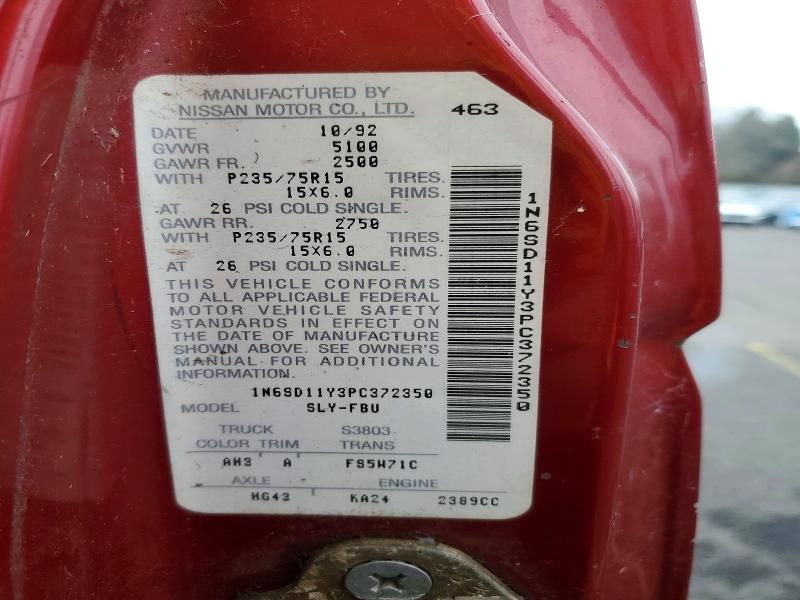 MANUFACTURED BY
NISSAN MOTOR CO., LTD. 463
DATE 10/92
GVWR 5100
GAWR FR. 2500
WITH P235/75R15 TIRES.
15X6.0 RIMS.
AT 26 PSI COLD SINGLE.
GAWR RR. 2750
WITH P235/75R15 TIRES.
15X6.0 RIMS.
AT 26 PSI COLD SINGLE.
THIS VEHICLE CONFORMS
TO ALL APPLICABLE FEDERAL
MOTOR VEHICLE SAFETY
STANDARDS IN EFFECT ON
THE DATE OF MANUFACTURE
SHOWN ABOVE. SEE OWNER'S
MANUAL FOR ADDITIONAL
INFORMATION.
1N6SD11Y3PC372350
MODEL SLY-FBU
TRUCK S3803
COLOR TRIM TRANS
AH3 A FS5W71C
AXLE ENGINE
HG43 KA24 2389CC
1N6SD11Y3PC372350